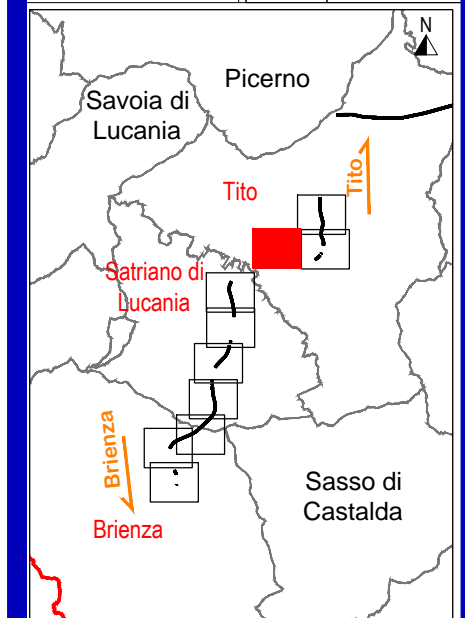 N
Picerno
Savoia di
Lucania
Tito
Tito
Satriano di
Lucania
Brienza
Sasso di
Castalda
Brienza